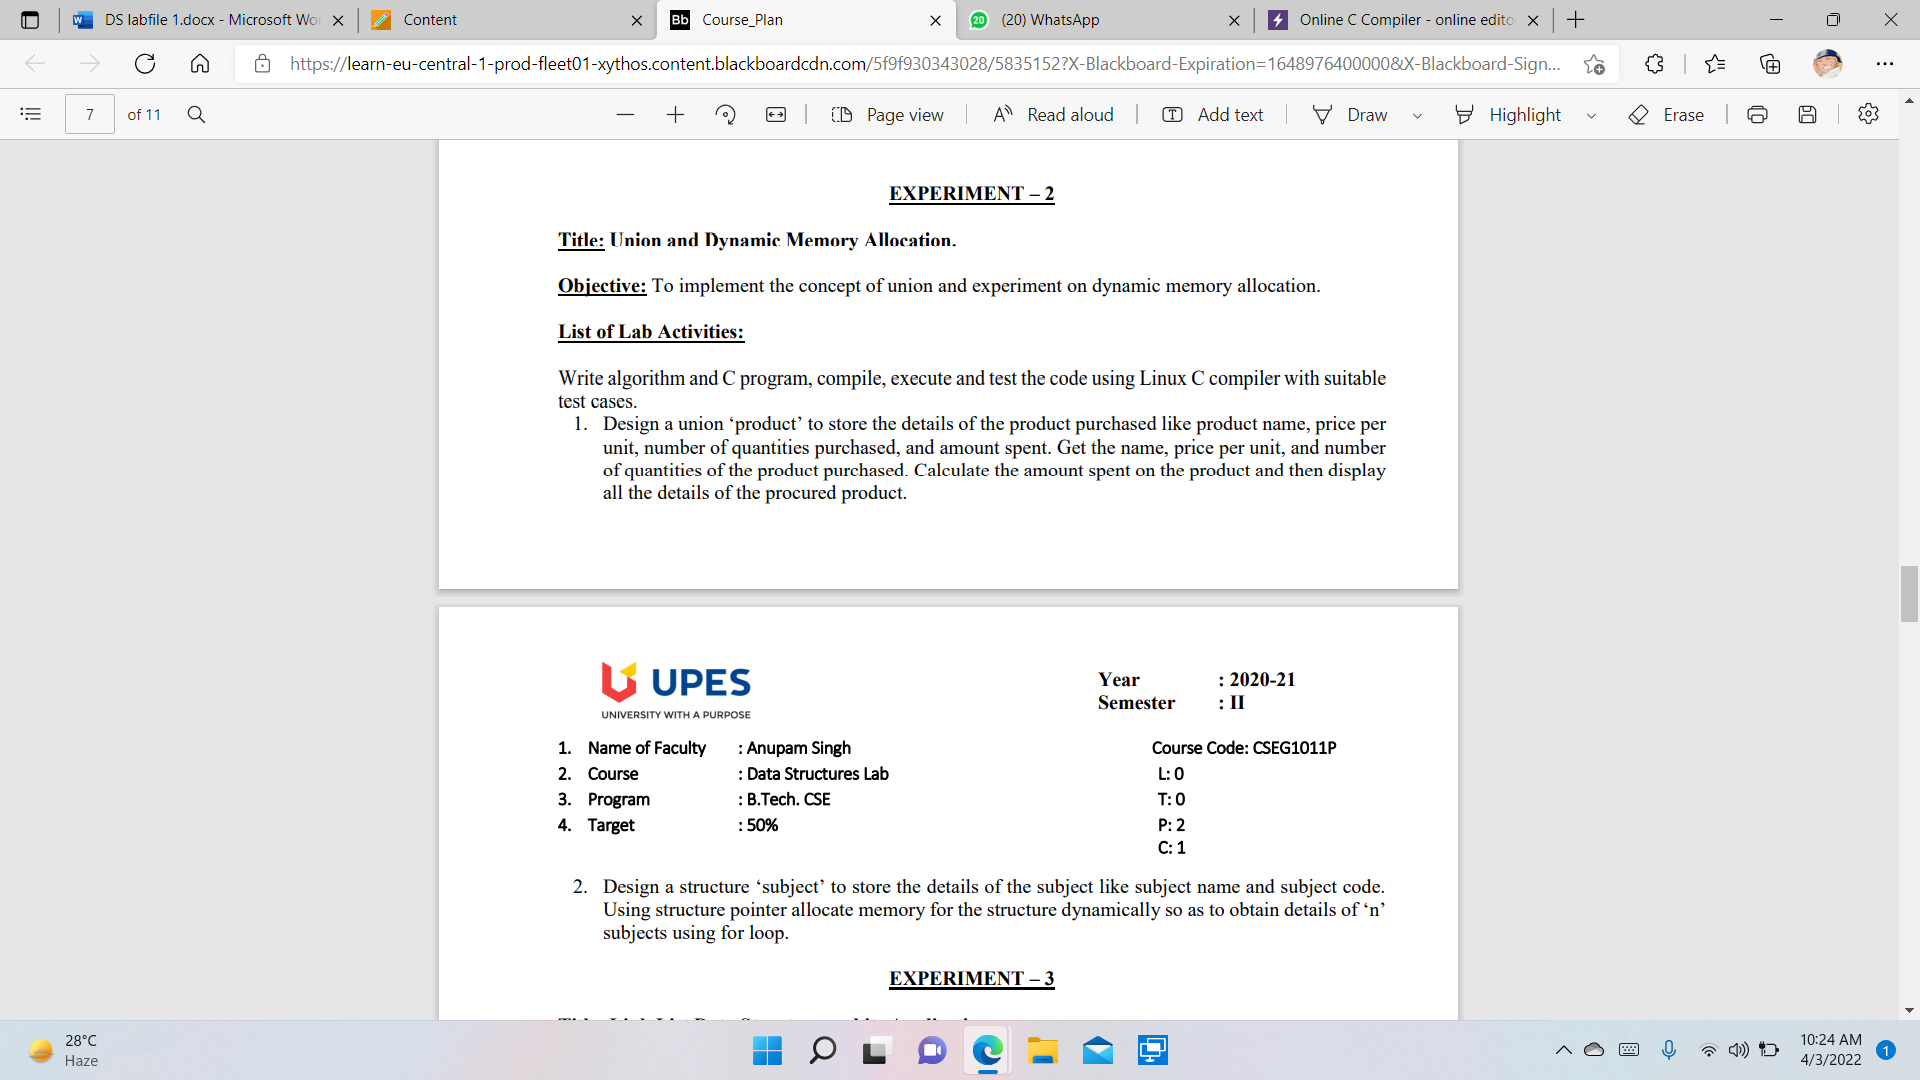 DS labfile 1.docx - Microsoft Wo
Content
Bb Course_Plan
20 (20) WhatsApp
Online C Compiler - online edito
https://learn-eu-central-1-prod-fleet01-xythos.content.blackboardcdn.com/5f9f930343028/5835152?X-Blackboard-Expiration=1648976400000&X-Blackboard-Sign...
7 of 11
Page view
Read aloud
Add text
Draw
Highlight
Erase
EXPERIMENT – 2
Title: Union and Dynamic Memory Allocation.
Objective: To implement the concept of union and experiment on dynamic memory allocation.
List of Lab Activities:
Write algorithm and C program, compile, execute and test the code using Linux C compiler with suitable
test cases.
1. Design a union ‘product’ to store the details of the product purchased like product name, price per
unit, number of quantities purchased, and amount spent. Get the name, price per unit, and number
of quantities of the product purchased. Calculate the amount spent on the product and then display
all the details of the procured product.
UPES
UNIVERSITY WITH A PURPOSE
Year : 2020-21
Semester : II
1. Name of Faculty : Anupam Singh Course Code: CSEG1011P
2. Course : Data Structures Lab L: 0
3. Program : B.Tech. CSE T: 0
4. Target : 50% P: 2
C: 1
2. Design a structure ‘subject’ to store the details of the subject like subject name and subject code.
Using structure pointer allocate memory for the structure dynamically so as to obtain details of ‘n’
subjects using for loop.
EXPERIMENT – 3
28°C
Haze
10:24 AM
4/3/2022
1